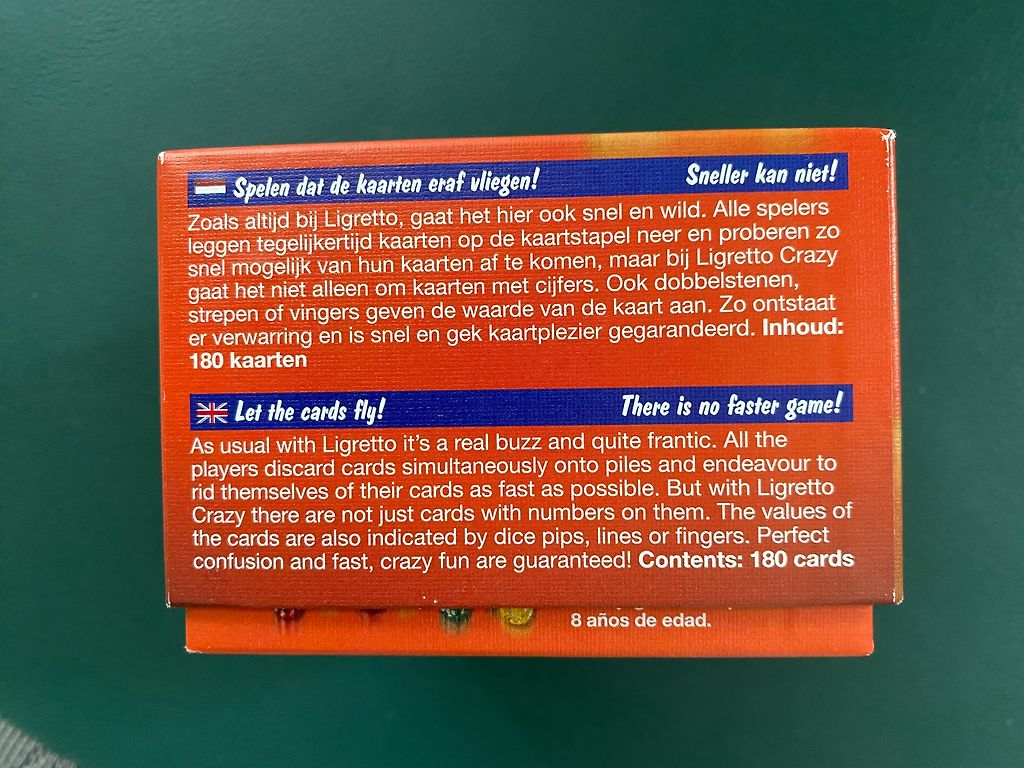 Spelen dat de kaarten eraf vliegen! Sneller kan niet!
Zoals altijd bij Ligretto, gaat het hier ook snel en wild. Alle spelers
leggen tegelijkertijd kaarten op de kaartstapel neer en proberen zo
snel mogelijk van hun kaarten af te komen, maar bij Ligretto Crazy
gaat het niet alleen om kaarten met cijfers. Ook dobbelstenen,
strepen of vingers geven de waarde van de kaart aan. Zo ontstaat
er verwarring en is snel en gek kaartplezier gegarandeerd. Inhoud:
180 kaarten
Let the cards fly! There is no faster game!
As usual with Ligretto it's a real buzz and quite frantic. All the
players discard cards simultaneously onto piles and endeavour to
rid themselves of their cards as fast as possible. But with Ligretto
Crazy there are not just cards with numbers on them. The values of
the cards are also indicated by dice pips, lines or fingers. Perfect
confusion and fast, crazy fun are guaranteed! Contents: 180 cards
8 años de edad.